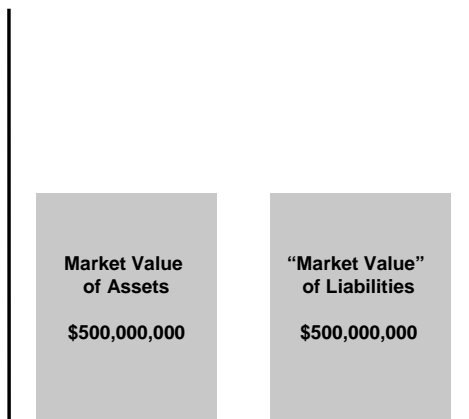 Market Value
of Assets
$500,000,000
“Market Value”
of Liabilities
$500,000,000